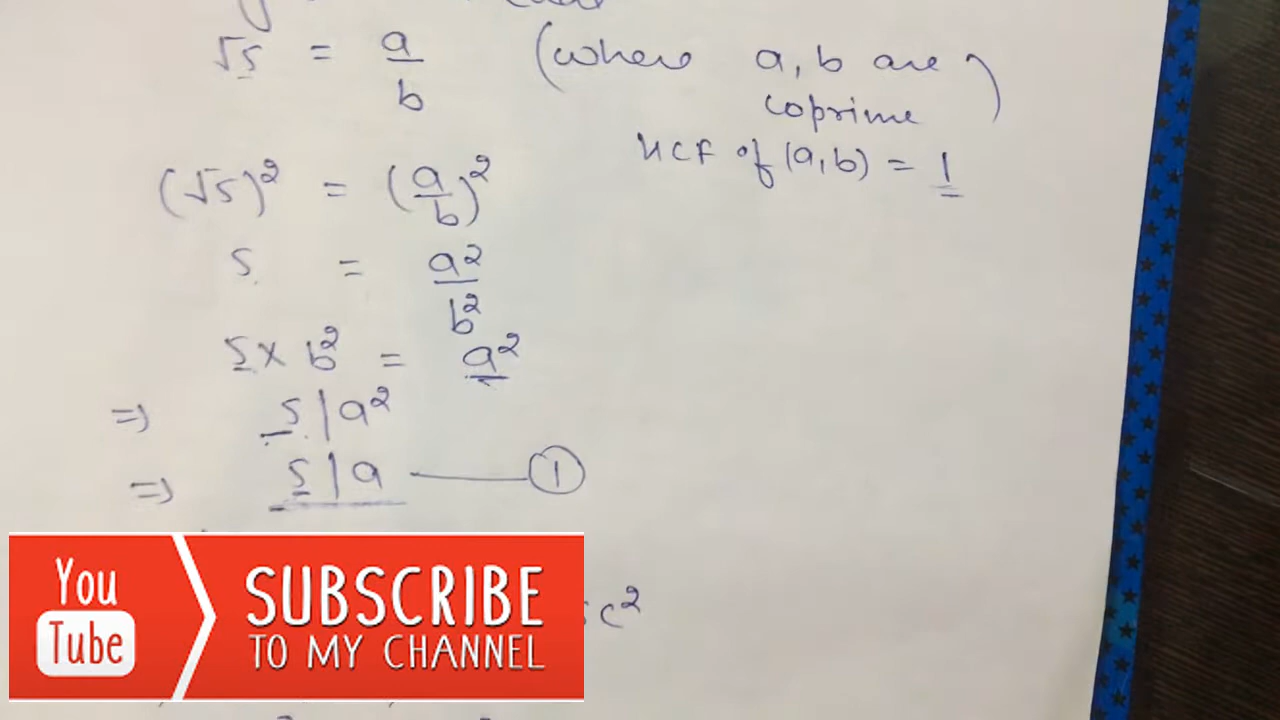 √5 = a/b (where a, b are
coprime)
HCF of (a,b) = 1
(√5)² = (a/b)²
5 = a²/b²
5 × b² = a²
⇒ 5 | a²
⇒ 5 | a —— ①
c²
You
Tube
SUBSCRIBE
TO MY CHANNEL